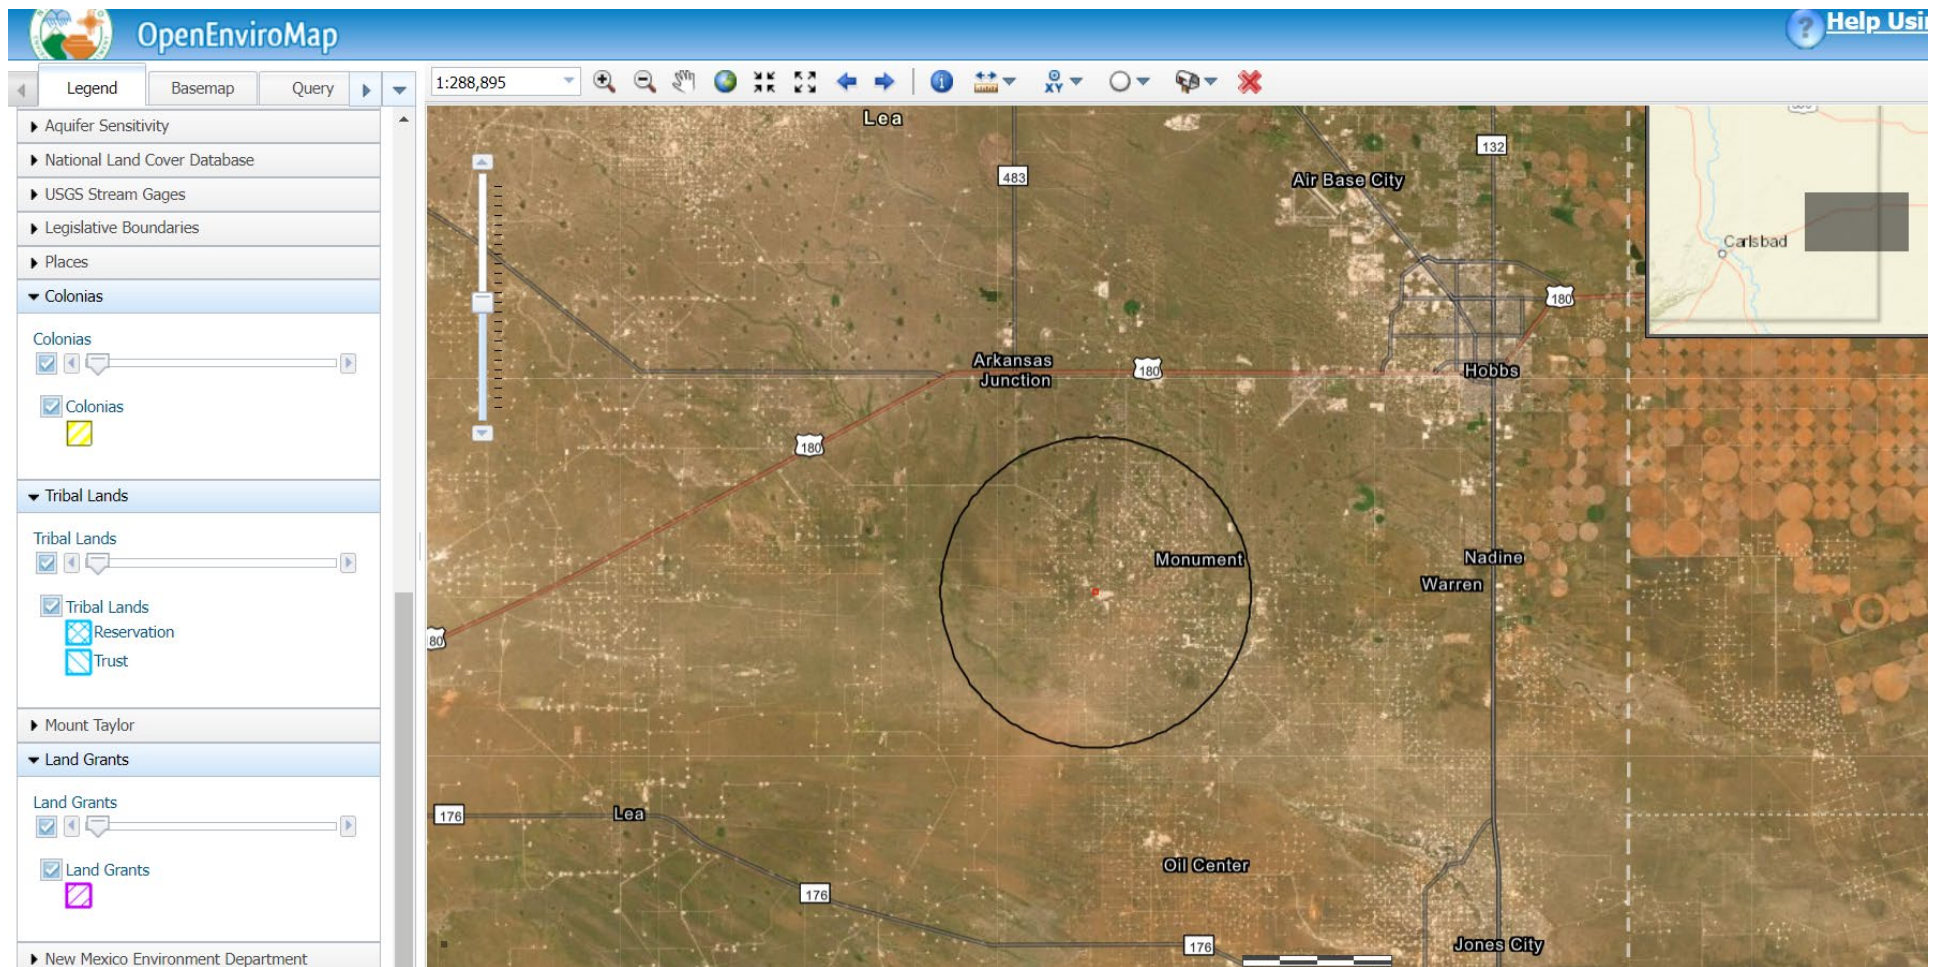 OpenEnviroMap
Help Usi
Legend
Basemap
Query
1:288,895
XY
Aquifer Sensitivity
National Land Cover Database
USGS Stream Gages
Legislative Boundaries
Places
Colonias
Colonias
Colonias
Tribal Lands
Tribal Lands
Tribal Lands
Reservation
Trust
Mount Taylor
Land Grants
Land Grants
Land Grants
New Mexico Environment Department
Lea
483
132
Air Base City
Carlsbad
180
Arkansas
Junction
180
Hobbs
180
Monument
Nadine
Warren
80
176
Lea
Oil Center
176
176
Jones City